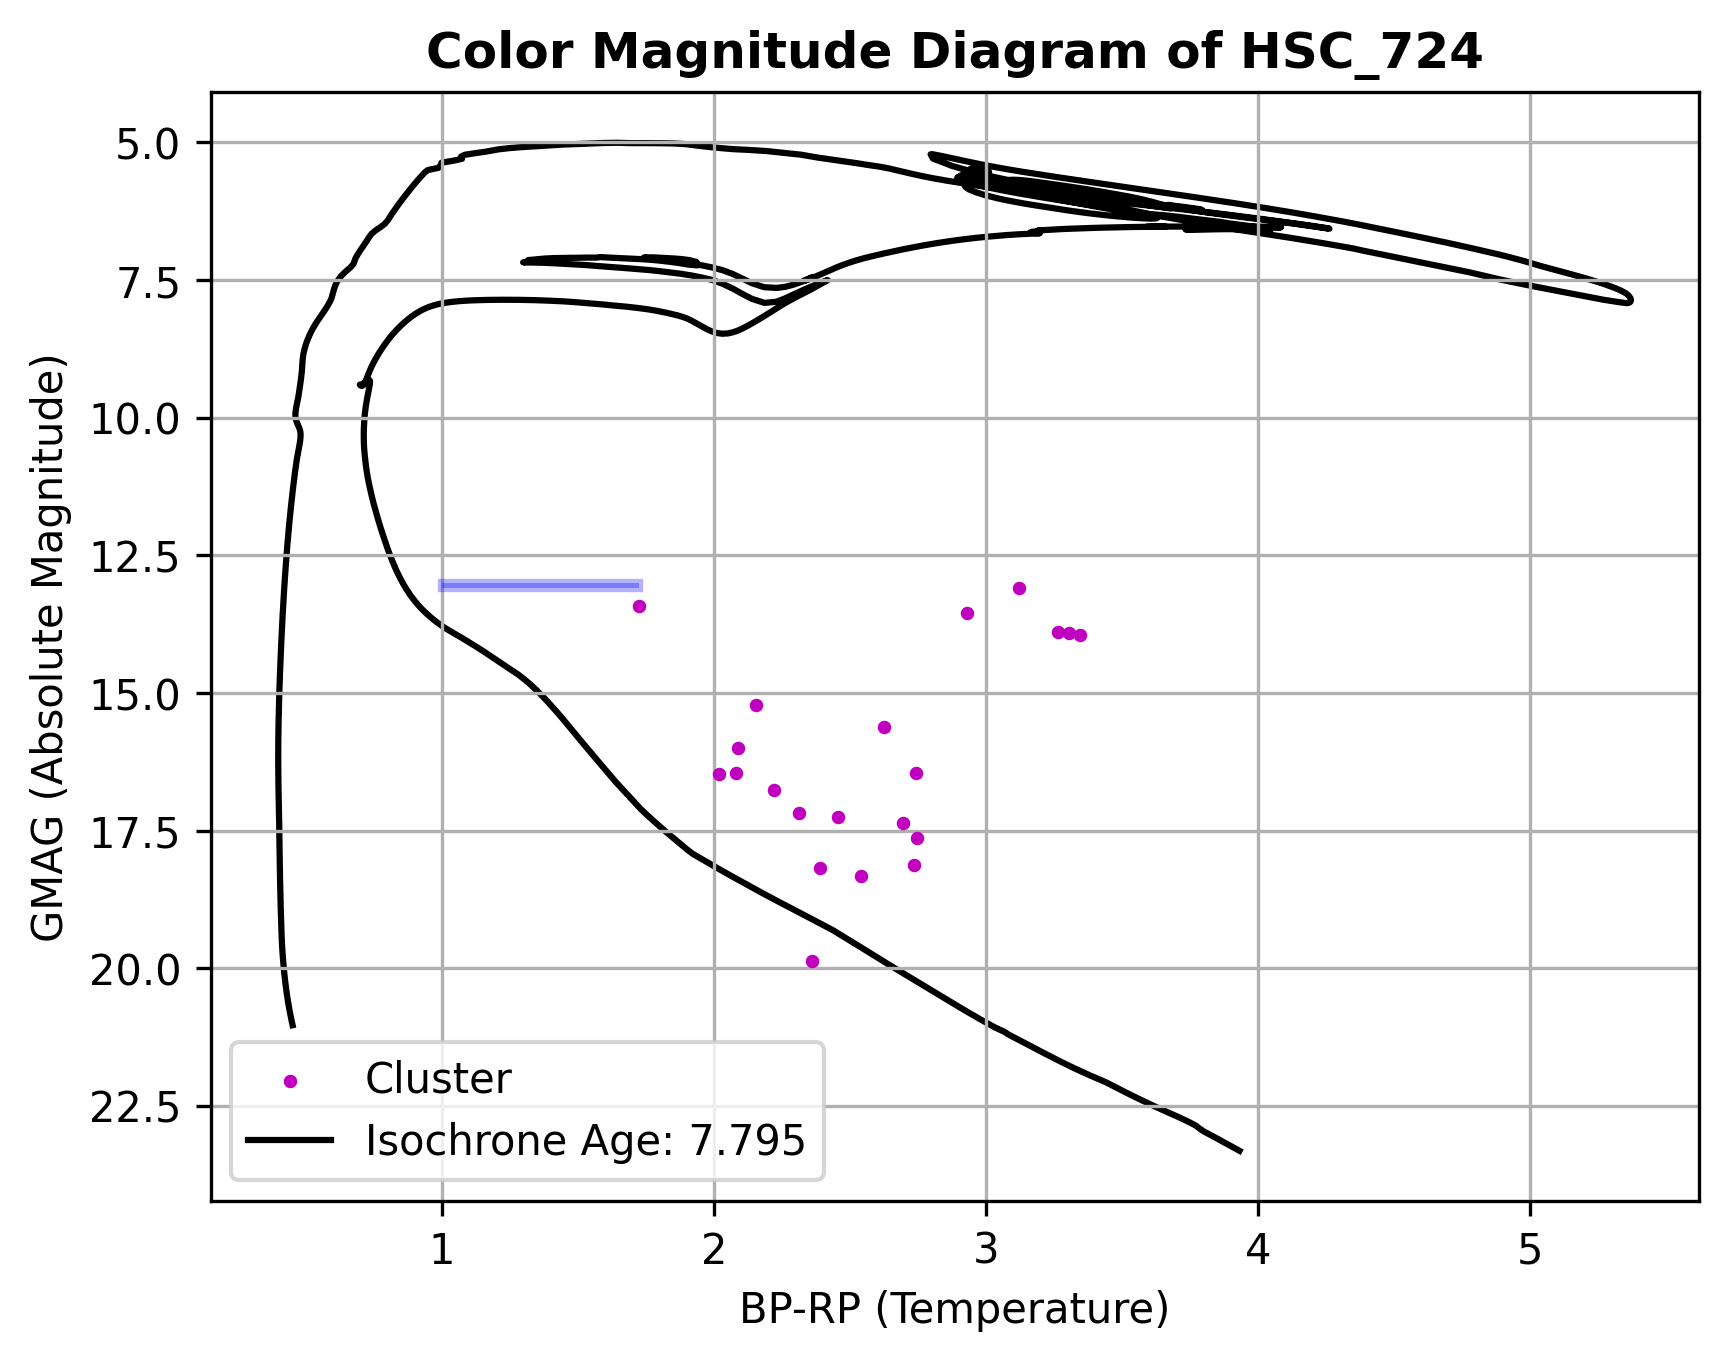 Color Magnitude Diagram of HSC_724
GMAG (Absolute Magnitude)
5.0
7.5
10.0
12.5
15.0
17.5
20.0
22.5
Cluster
Isochrone Age: 7.795
1 2 3 4 5
BP-RP (Temperature)